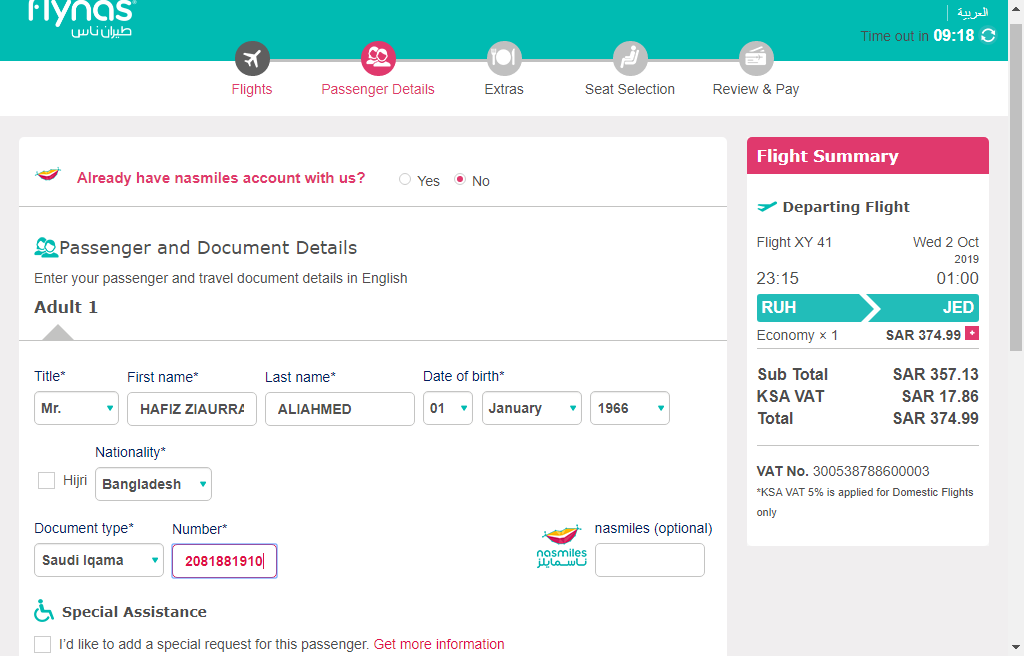 flynas
طيران ناس
العربية
Time out in 09:18
Flights
Passenger Details
Extras
Seat Selection
Review & Pay
Already have nasmiles account with us?
Yes
No
Passenger and Document Details
Enter your passenger and travel document details in English
Adult 1
Title*
First name*
Last name*
Date of birth*
Mr.
HAFIZ ZIAURRA
ALIAHMED
01
January
1966
Nationality*
Hijri
Bangladesh
Document type*
Number*
nasmiles (optional)
Saudi Iqama
2081881910
nasmiles
ناسمايلز
Special Assistance
I'd like to add a special request for this passenger. Get more information
Flight Summary
Departing Flight
Flight XY 41
Wed 2 Oct
2019
23:15
01:00
RUH
JED
Economy × 1
SAR 374.99 +
Sub Total
SAR 357.13
KSA VAT
SAR 17.86
Total
SAR 374.99
VAT No. 300538788600003
*KSA VAT 5% is applied for Domestic Flights
only